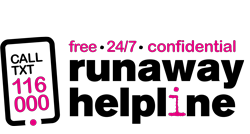 CALL
TXT
116
000
free • 24/7 • confidential
runaway
helpline